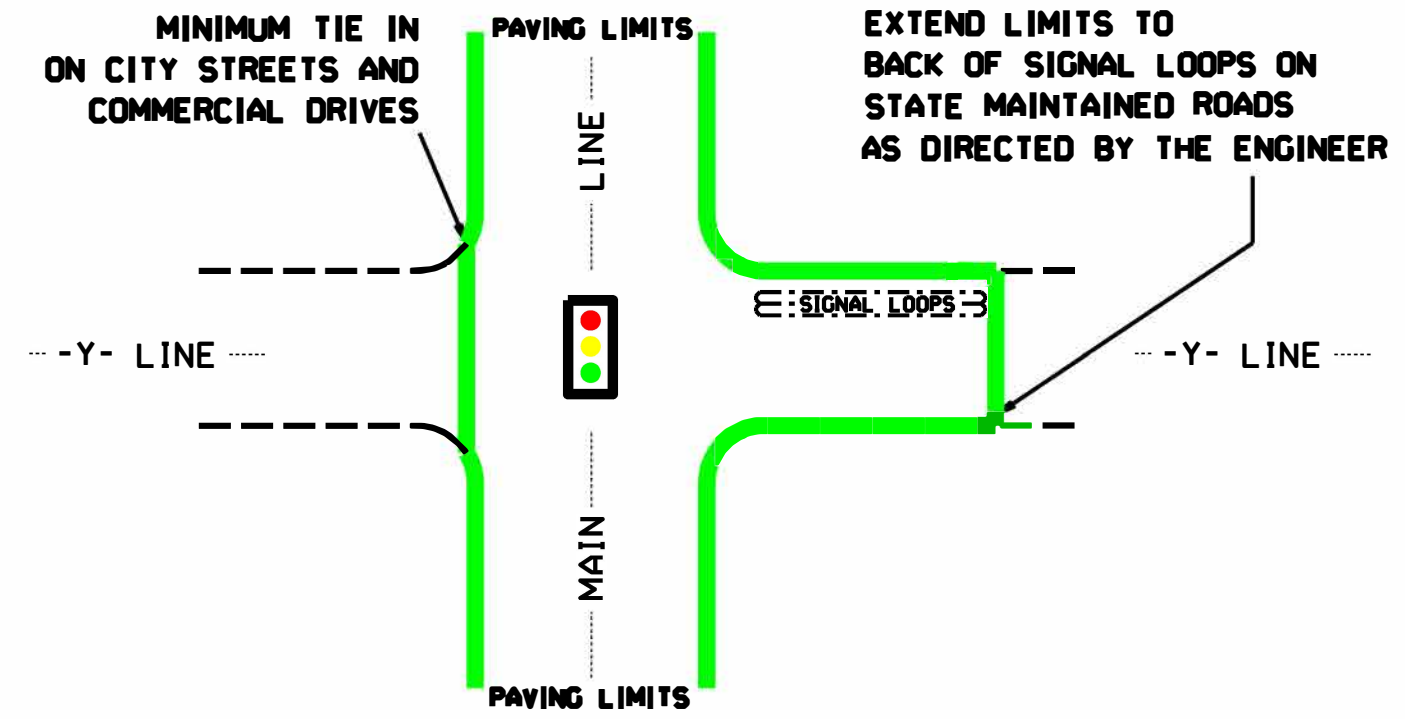 MINIMUM TIE IN
ON CITY STREETS AND
COMMERCIAL DRIVES
PAVING LIMITS
EXTEND LIMITS TO
BACK OF SIGNAL LOOPS ON
STATE MAINTAINED ROADS
AS DIRECTED BY THE ENGINEER
LINE
SIGNAL LOOPS
-Y- LINE
-Y- LINE
MAIN
PAVING LIMITS